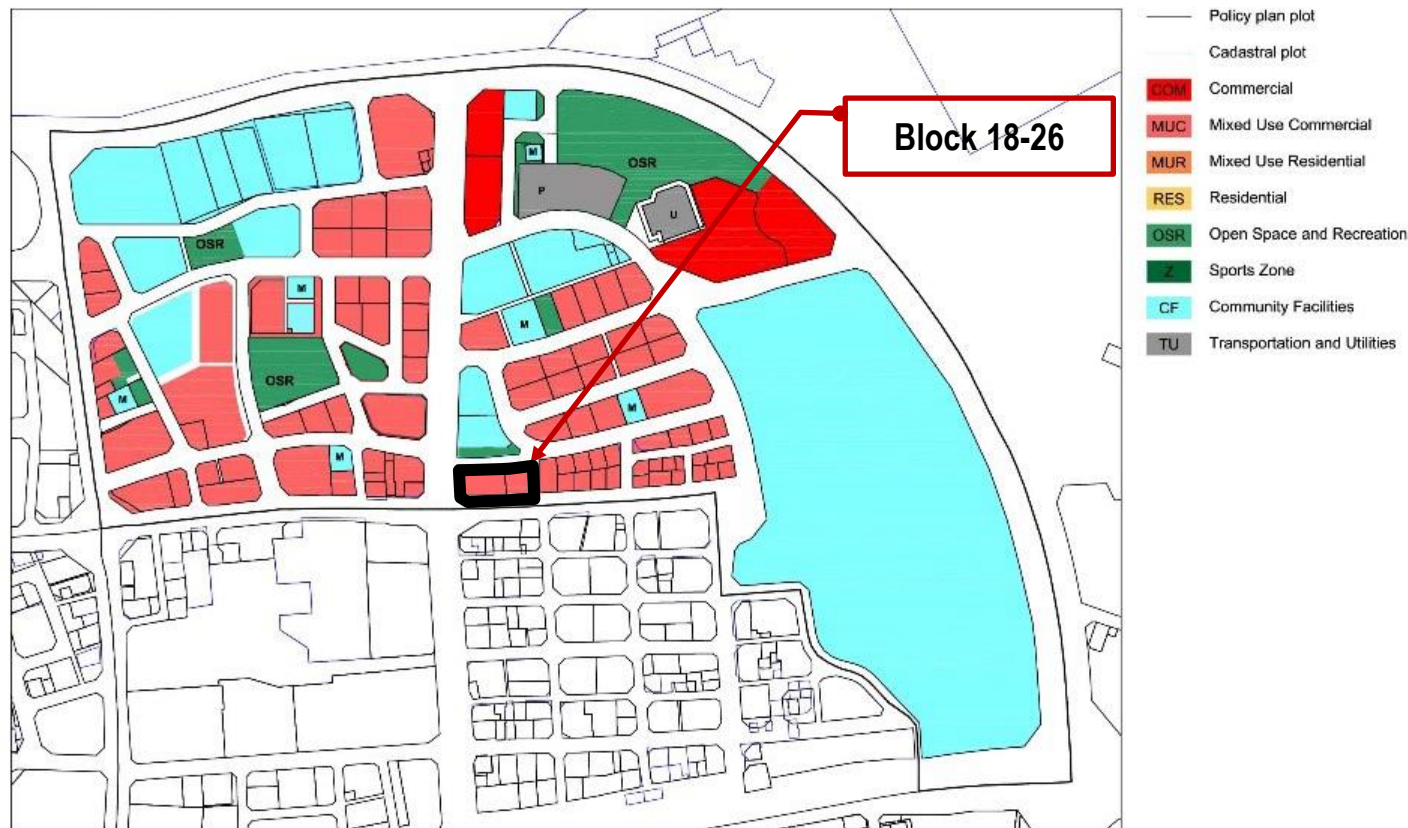 Policy plan plot
Cadastral plot
COM Commercial
MUC Mixed Use Commercial
MUR Mixed Use Residential
RES Residential
OSR Open Space and Recreation
Z Sports Zone
CF Community Facilities
TU Transportation and Utilities
Block 18-26
M
OSR
P
U
OSR
M
M
OSR
M
M
M